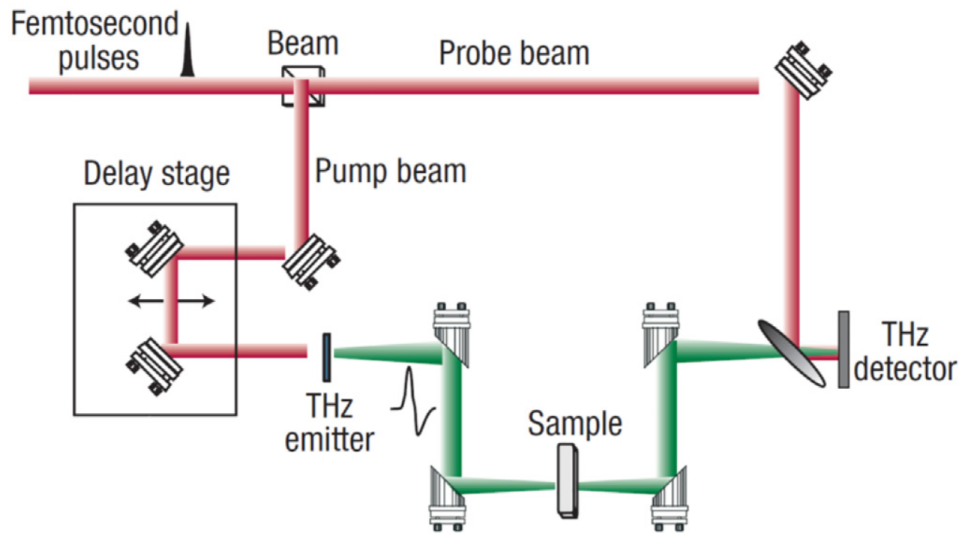 Femtosecond
pulses
Beam
Probe beam
Delay stage
Pump beam
THz
emitter
Sample
THz
detector